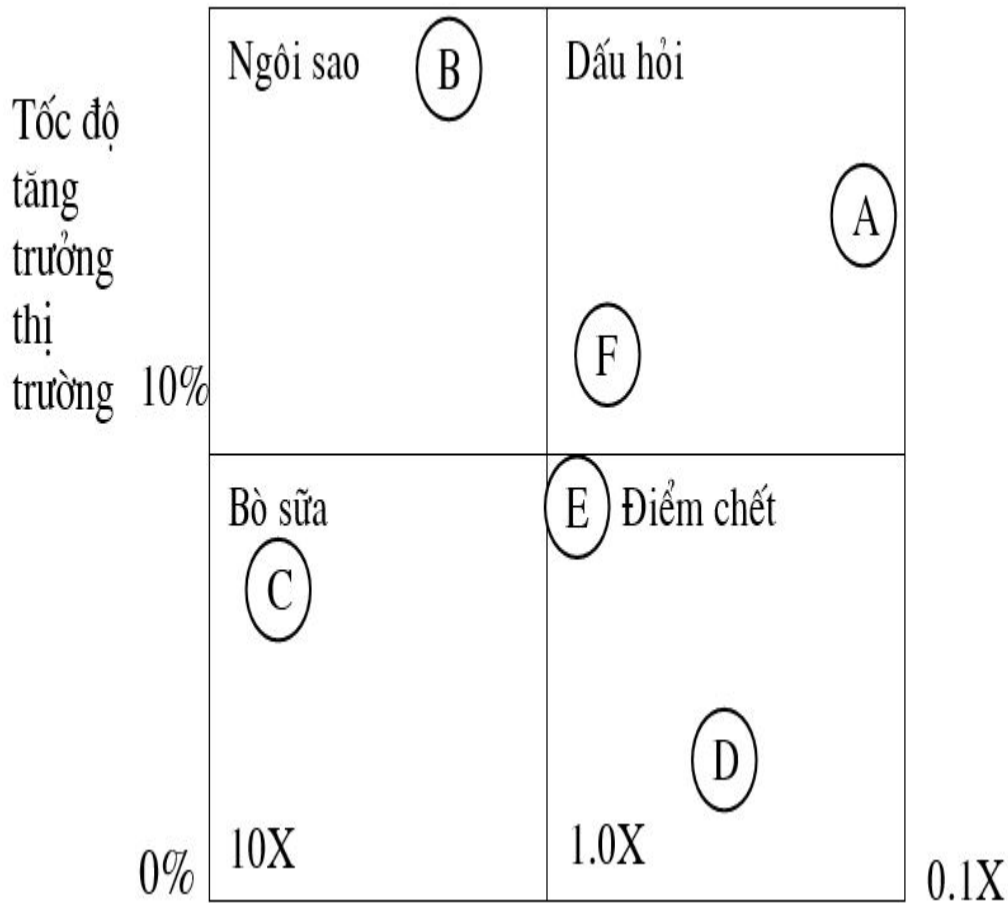 Ngôi sao
B
Dấu hỏi
Tốc độ
tăng
trưởng
thị
trường
A
F
10%
Bò sữa
E
Điểm chết
C
D
10X
1.0X
0%
0.1X